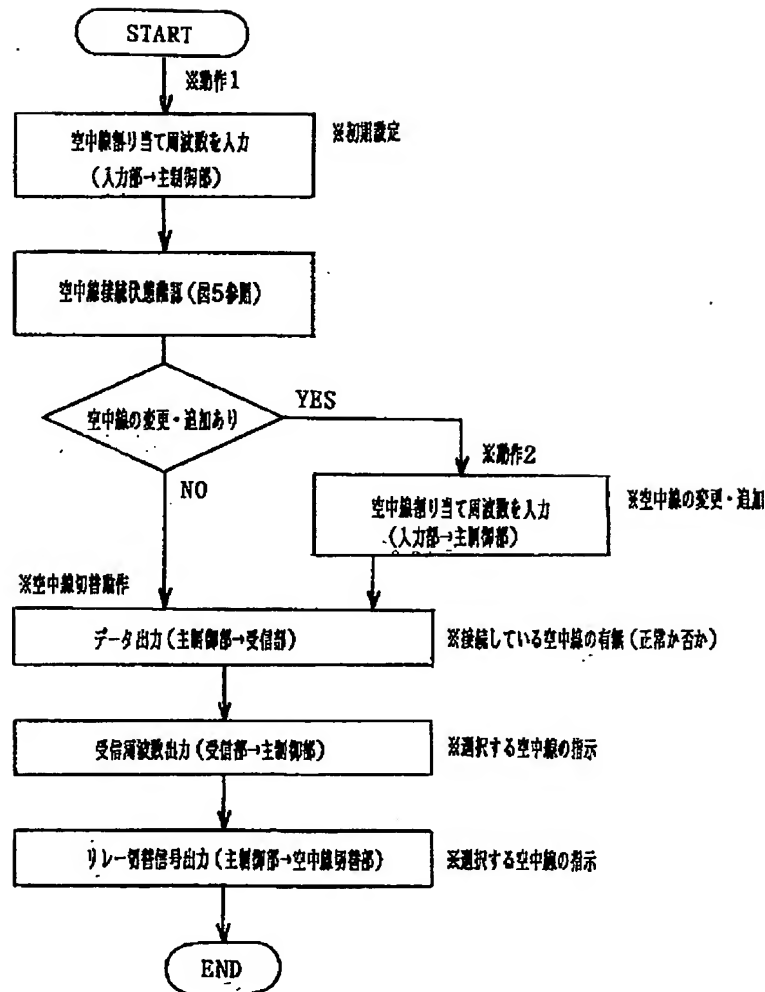 START
※動作1
空中線割り当て周波数を入力
(入力部→主制御部)
※初期設定
空中線接続状態確認(図5参照)
空中線の変更・追加あり
YES
NO
※動作2
空中線割り当て周波数を入力
(入力部→主制御部)
※空中線の変更・追加
※空中線切替動作
データ出力(主制御部→受信部)
※接続している空中線の有無(正常か否か)
受信周波数出力(受信部→主制御部)
※選択する空中線の指示
リレー切替信号出力(主制御部→空中線切替部)
※選択する空中線の指示
END